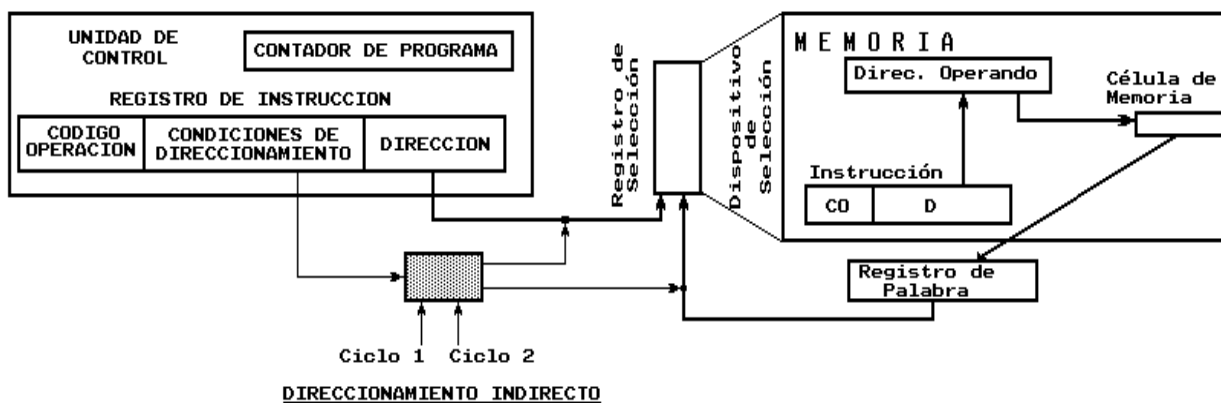 UNIDAD DE
CONTROL
CONTADOR DE PROGRAMA
REGISTRO DE INSTRUCCION
CODIGO
OPERACION
CONDICIONES DE
DIRECCIONAMIENTO
DIRECCION
Registro de
Selección
Dispositivo
de
Selección
MEMORIA
Direc. Operando
Célula de
Memoria
Instrucción
CO
D
Registro de
Palabra
Ciclo 1
Ciclo 2
DIRECCIONAMIENTO INDIRECTO